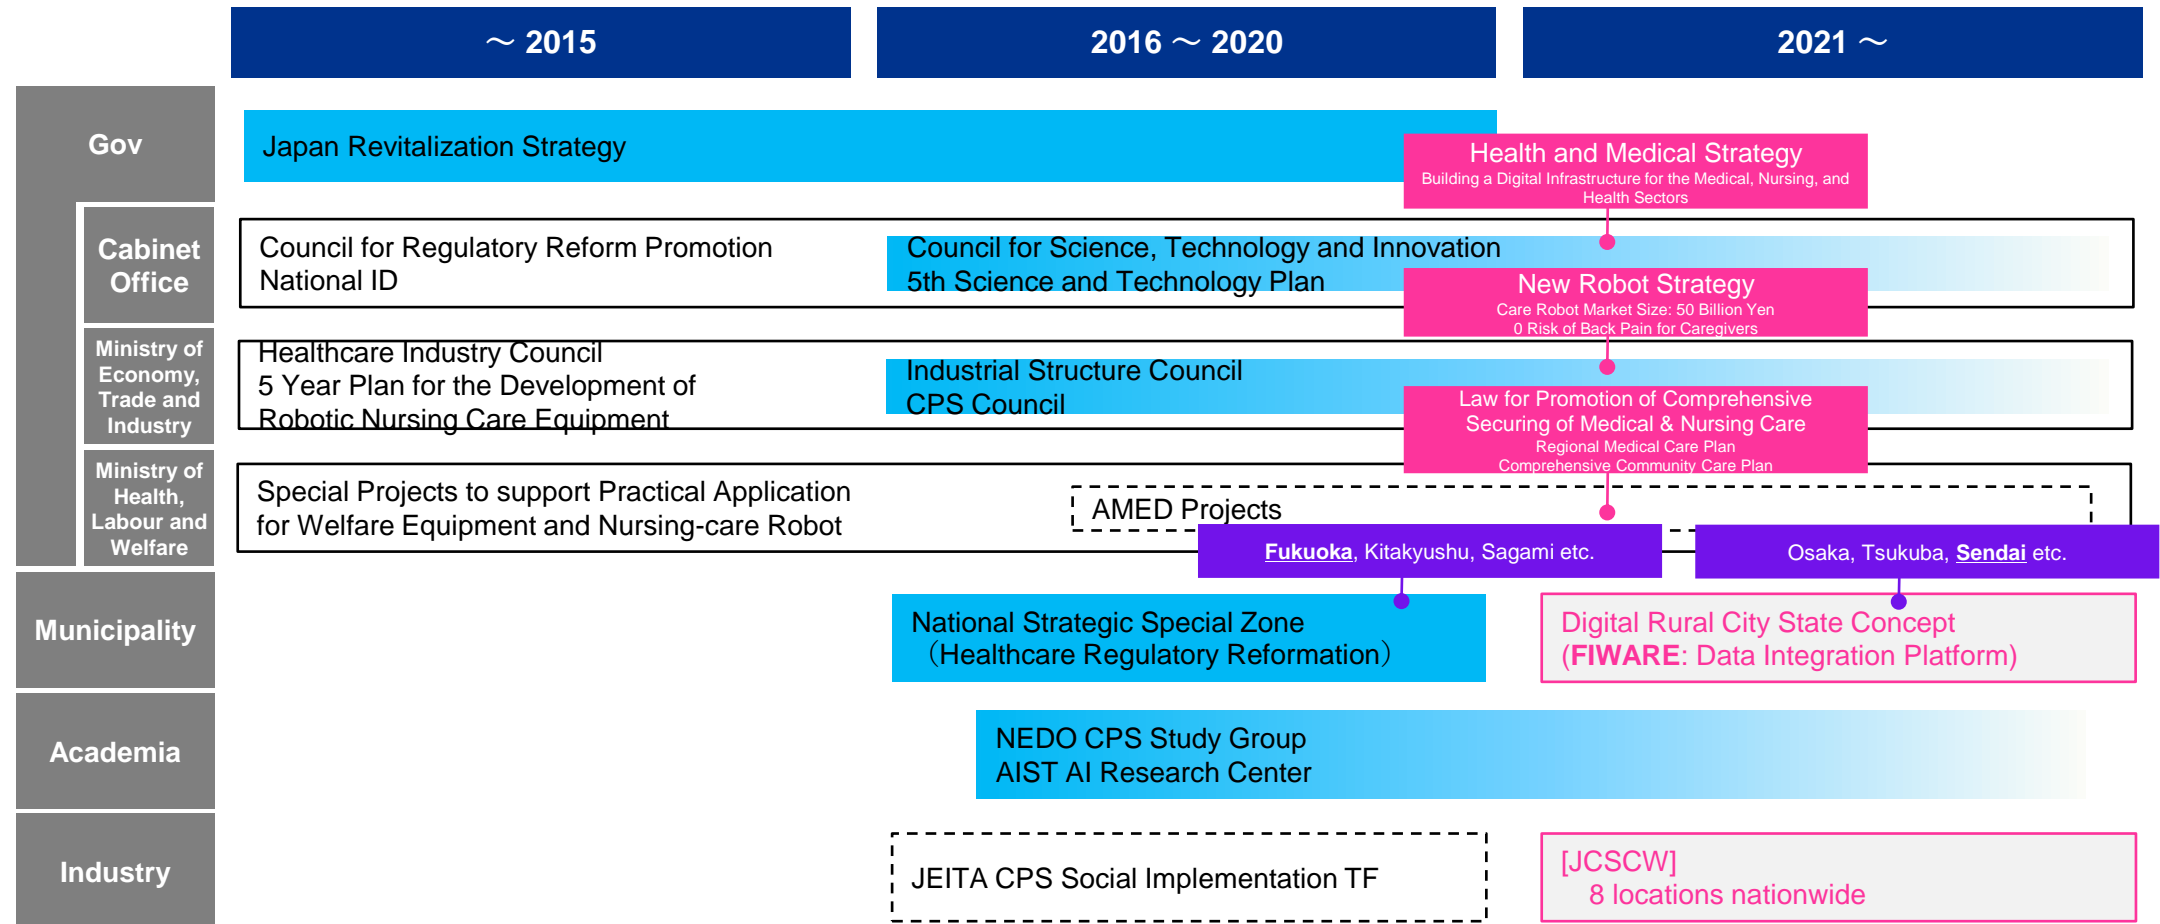 ～ 2015
2016 ～ 2020
2021 ～
Gov
Japan Revitalization Strategy
Health and Medical Strategy
Building a Digital Infrastructure for the Medical, Nursing, and
Health Sectors
Cabinet
Office
Council for Regulatory Reform Promotion
National ID
Council for Science, Technology and Innovation
5th Science and Technology Plan
New Robot Strategy
Care Robot Market Size: 50 Billion Yen
0 Risk of Back Pain for Caregivers
Ministry of
Economy,
Trade and
Industry
Healthcare Industry Council
5 Year Plan for the Development of
Robotic Nursing Care Equipment
Industrial Structure Council
CPS Council
Law for Promotion of Comprehensive
Securing of Medical & Nursing Care
Regional Medical Care Plan
Comprehensive Community Care Plan
Ministry of
Health,
Labour and
Welfare
Special Projects to support Practical Application
for Welfare Equipment and Nursing-care Robot
AMED Projects
Fukuoka, Kitakyushu, Sagami etc.
Osaka, Tsukuba, Sendai etc.
Municipality
National Strategic Special Zone
（Healthcare Regulatory Reformation）
Digital Rural City State Concept
(FIWARE: Data Integration Platform)
Academia
NEDO CPS Study Group
AIST AI Research Center
Industry
JEITA CPS Social Implementation TF
[JCSCW]
8 locations nationwide